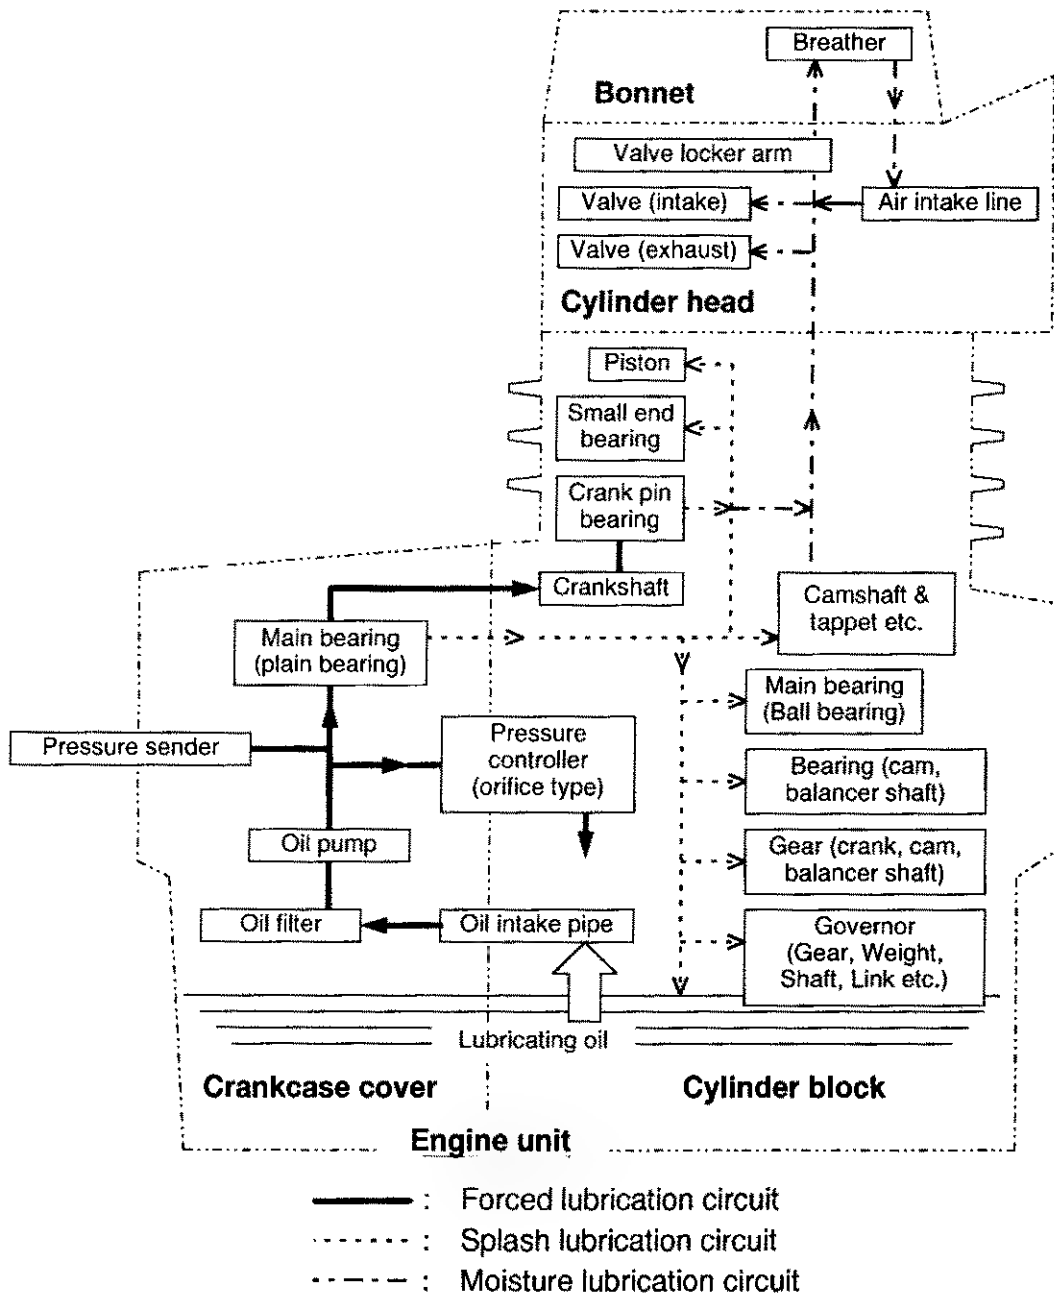 Breather
Bonnet
Valve locker arm
Valve (intake)
Air intake line
Valve (exhaust)
Cylinder head
Piston
Small end
bearing
Crank pin
bearing
Crankshaft
Camshaft &
tappet etc.
Main bearing
(plain bearing)
Main bearing
(Ball bearing)
Pressure sender
Pressure
controller
(orifice type)
Bearing (cam,
balancer shaft)
Oil pump
Gear (crank, cam,
balancer shaft)
Oil filter
Oil intake pipe
Governor
(Gear, Weight,
Shaft, Link etc.)
Lubricating oil
Crankcase cover
Cylinder block
Engine unit
: Forced lubrication circuit
: Splash lubrication circuit
: Moisture lubrication circuit